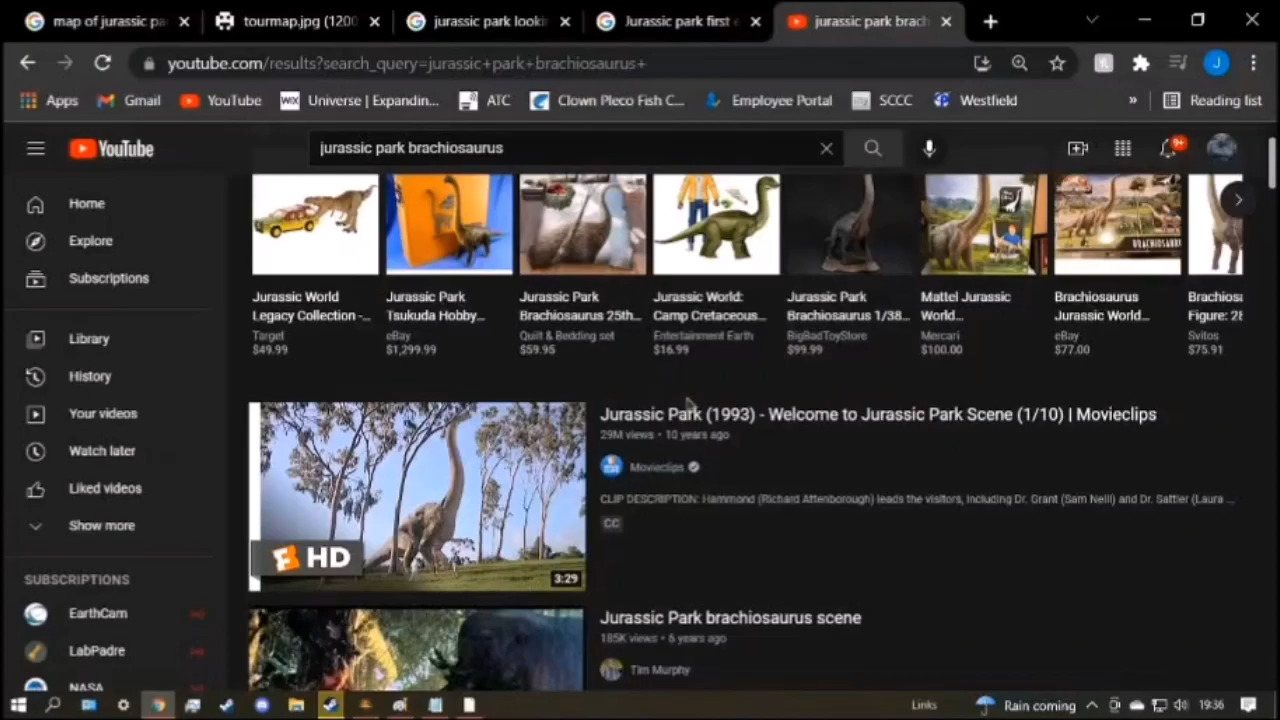 map of jurassic pa
tourmap.jpg (1200
jurassic park looki
Jurassic park first e
jurassic park brach
youtube.com/results?search_query=jurassic+park+brachiosaurus+
J
Apps
Gmail
YouTube
WIX
Universe | Expandin...
ATC
Clown Pleco Fish C...
Employee Portal
SCCC
Westfield
»
Reading list
YouTube
jurassic park brachiosaurus
9+
Home
Explore
Subscriptions
Library
History
Your videos
Watch later
Liked videos
Show more
SUBSCRIPTIONS
EarthCam
LabPadre
NASA
Jurassic World
Legacy Collection -...
Target
$49.99
Jurassic Park
Tsukuda Hobby...
eBay
$1,299.99
Jurassic Park
Brachiosaurus 25th...
Quilt & Bedding set
$59.95
Jurassic World:
Camp Cretaceous...
Entertainment Earth
$16.99
Jurassic Park
Brachiosaurus 1/38...
BigBadToyStore
$99.99
Mattel Jurassic
World...
Mercari
$100.00
BRACHIOSAURU
Brachiosaurus
Jurassic World...
eBay
$77.00
Brachios
Figure: 28
Svitos
$75.91
HD
3:29
Jurassic Park (1993) - Welcome to Jurassic Park Scene (1/10) | Movieclips
29M views • 10 years ago
Movieclips
CLIP DESCRIPTION: Hammond (Richard Attenborough) leads the visitors, including Dr. Grant (Sam Neill) and Dr. Sattler (Laura ...
CC
Jurassic Park brachiosaurus scene
185K views • 6 years ago
Tim Murphy
Links
Rain coming
19:36